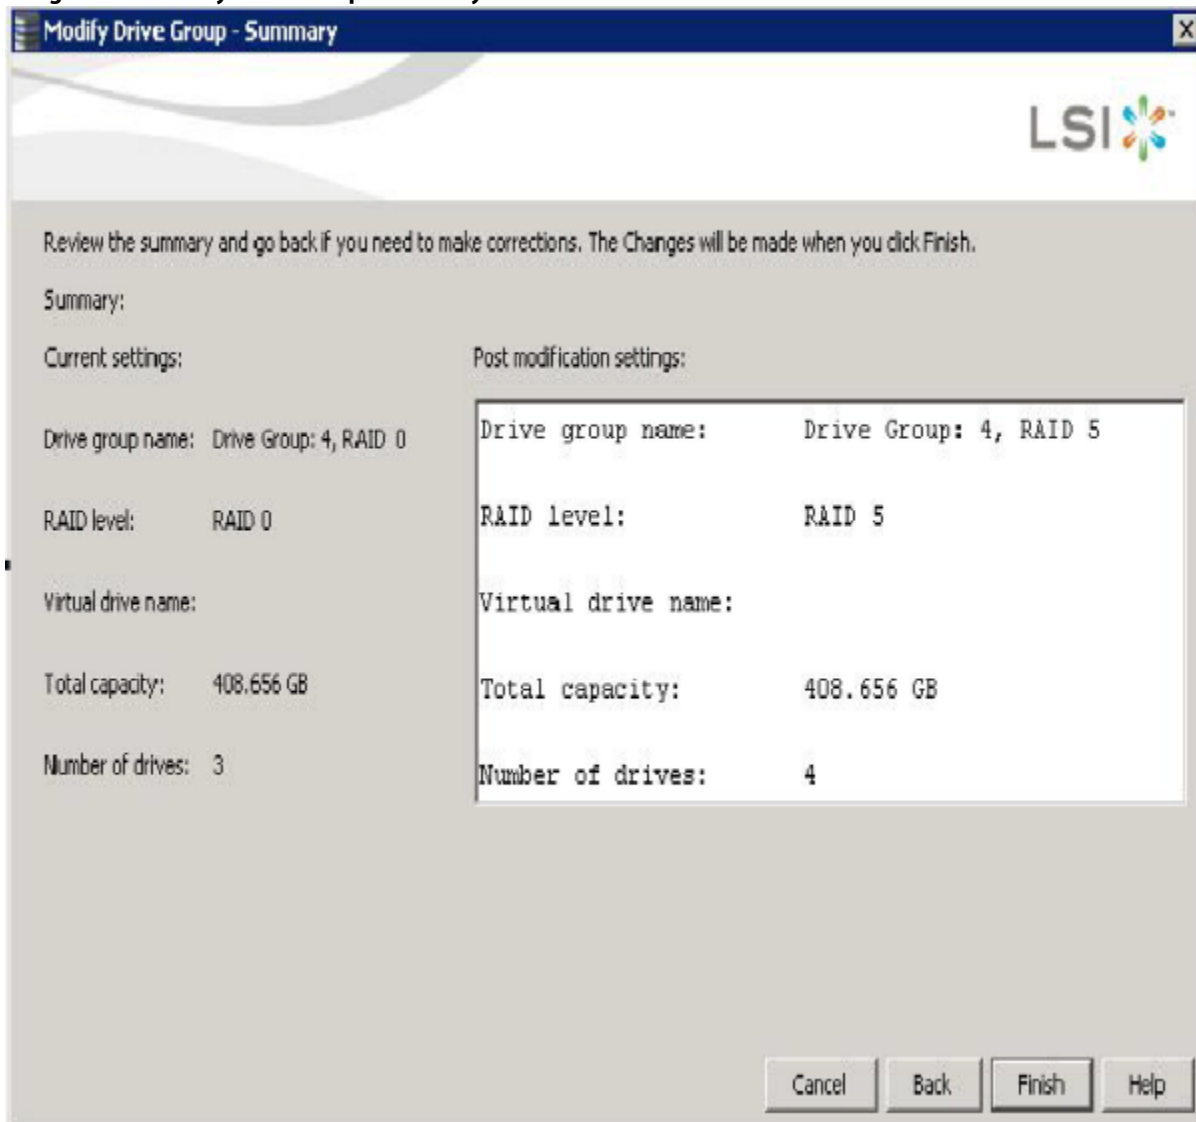 Modify Drive Group - Summary
LSI
Review the summary and go back if you need to make corrections. The Changes will be made when you click Finish.
Summary:
Current settings:
Post modification settings:
Drive group name: Drive Group: 4, RAID 0
RAID level: RAID 0
Virtual drive name:
Total capacity: 408.656 GB
Number of drives: 3
Drive group name: Drive Group: 4, RAID 5
RAID level: RAID 5
Virtual drive name:
Total capacity: 408.656 GB
Number of drives: 4
Cancel Back Finish Help